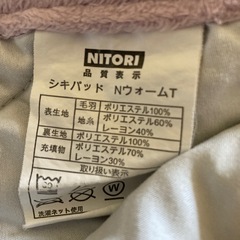 NITORI
品質表示
シキパッド NウォームT
表生地 毛羽 ポリエステル100%
地糸 ポリエステル60%
レーヨン40%
裏生地 ポリエステル100%
充填物 ポリエステル70%
レーヨン30%
取り扱い表示
W
洗濯ネット使用